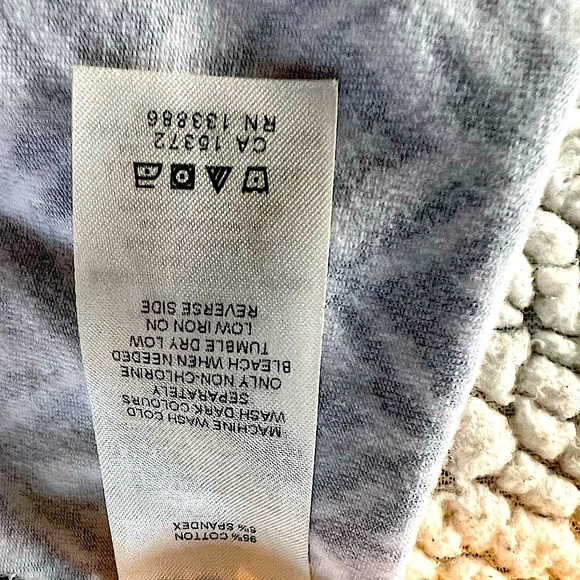 95% COTTON
5% SPANDEX
MACHINE WASH COLD
WASH DARK COLOURS
SEPARATELY
ONLY NON-CHLORINE
BLEACH WHEN NEEDED
TUMBLE DRY LOW
LOW IRON ON
REVERSE SIDE
CA 15372
RN 133886